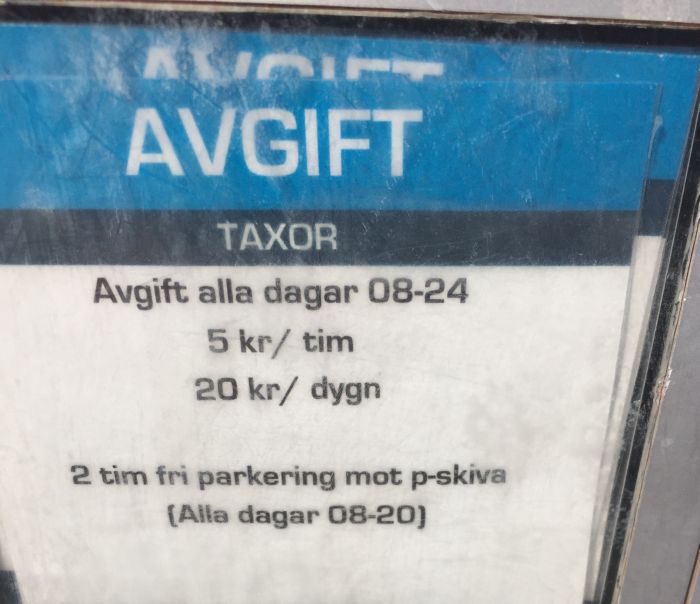 AVGIFT
AVGIFT
TAXOR
Avgift alla dagar 08-24
5 kr/ tim
20 kr/ dygn
2 tim fri parkering mot p-skiva
(Alla dagar 08-20)